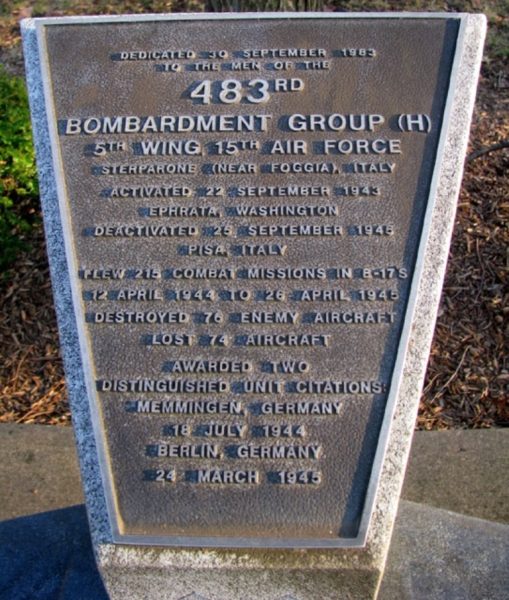 DEDICATED 30 SEPTEMBER 1983
TO THE MEN OF THE
483RD
BOMBARDMENT GROUP (H)
5TH WING 15TH AIR FORCE
STERPARONE (NEAR FOGGIA), ITALY
ACTIVATED 22 SEPTEMBER 1943
EPHRATA, WASHINGTON
DEACTIVATED 25 SEPTEMBER 1945
PISA, ITALY
FLEW 215 COMBAT MISSIONS IN B-17S
12 APRIL 1944 TO 26 APRIL 1945
DESTROYED 76 ENEMY AIRCRAFT
LOST 74 AIRCRAFT
AWARDED TWO
DISTINGUISHED UNIT CITATIONS:
MEMMINGEN, GERMANY
18 JULY 1944
BERLIN, GERMANY
24 MARCH 1945